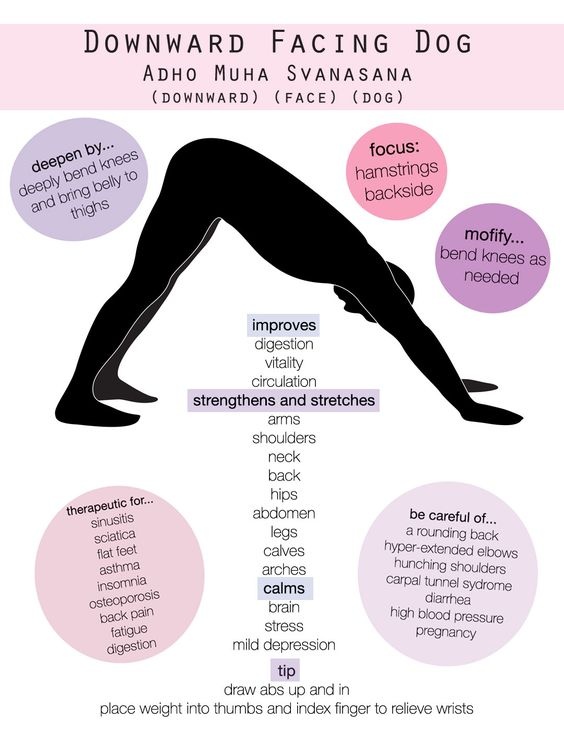 DOWNWARD FACING DOG
ADHO MUHA SVANASANA
(DOWNWARD) (FACE) (DOG)
deepen by...
deeply bend knees
and bring belly to
thighs
focus:
hamstrings
backside
mofify...
bend knees as
needed
improves
digestion
vitality
circulation
strengthens and stretches
arms
shoulders
neck
back
hips
abdomen
legs
calves
arches
calms
brain
stress
mild depression
therapeutic for...
sinusitis
sciatica
flat feet
asthma
insomnia
osteoporosis
back pain
fatigue
digestion
be careful of...
a rounding back
hyper-extended elbows
hunching shoulders
carpal tunnel sydrome
diarrhea
high blood pressure
pregnancy
tip
draw abs up and in
place weight into thumbs and index finger to relieve wrists